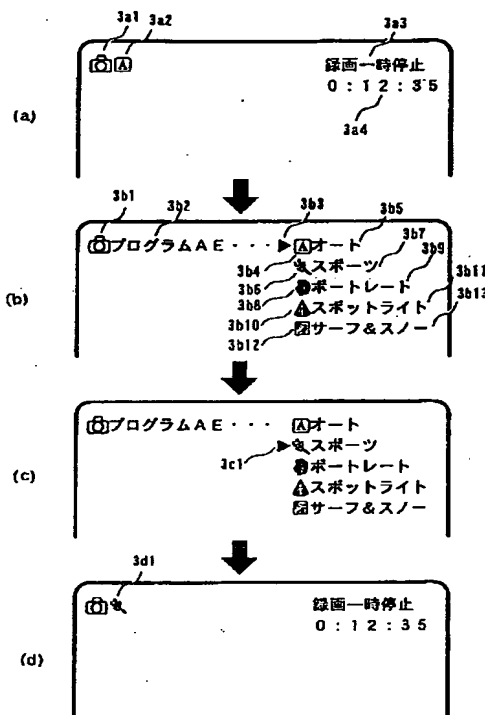 3a1 3a2 3a3
A 録画一時停止
0:12:35
3a4
(a)
3b1 3b2 3b3 3b5
プログラムAE・・・ ▶Aオート 3b7
3b4 スポーツ 3b9
3b6 ポートレート 3b11
3b8 スポットライト 3b13
3b10 サーフ&スノー
3b12
(b)
プログラムAE・・・ Aオート
3c1 ▶スポーツ
ポートレート
スポットライト
サーフ&スノー
(c)
3d1
録画一時停止
0:12:35
(d)